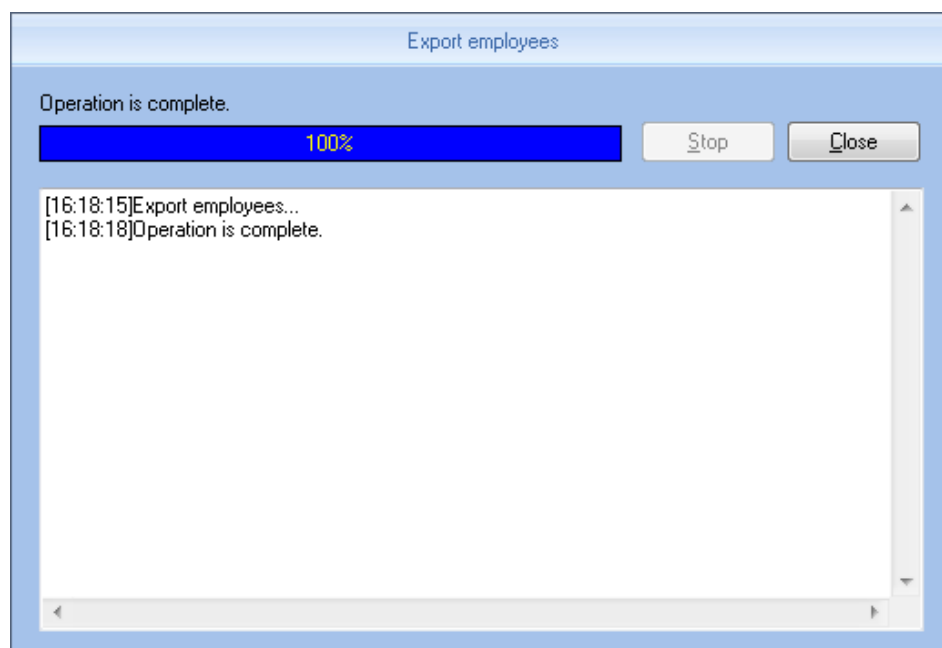 Export employees
Operation is complete.
100%
Stop
Close
[16:18:15]Export employees...
[16:18:18]Operation is complete.